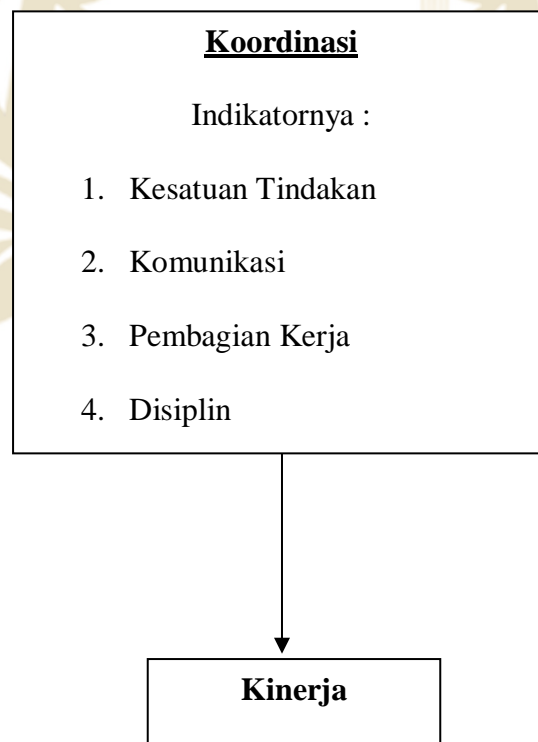 Koordinasi
Indikatornya :
1. Kesatuan Tindakan
2. Komunikasi
3. Pembagian Kerja
4. Disiplin
Kinerja